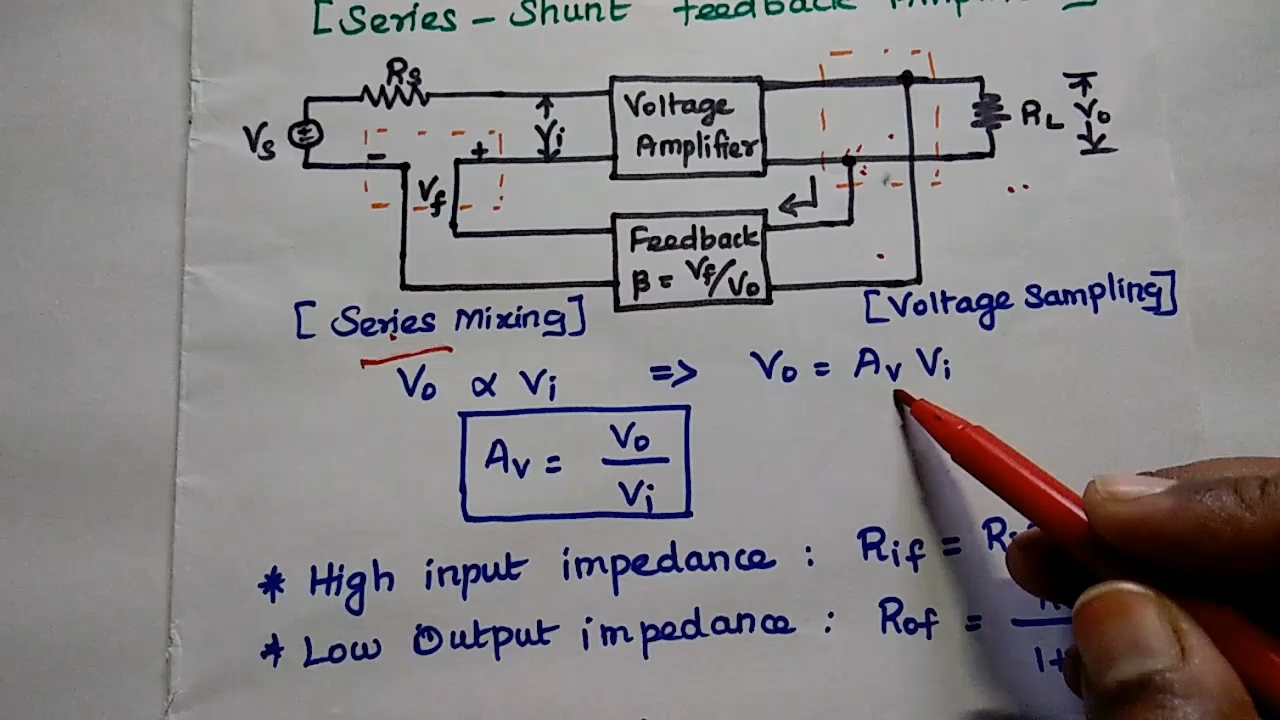 [Series - Shunt feedback
Rs
Vs
- +
Vf
Vi
Voltage
Amplifier
RL
Vo
Feedback
β = Vf/Vo
[Series Mixing]
[Voltage Sampling]
Vo ∝ Vi => Vo = Av Vi
Av = Vo/Vi
* High input impedance : Rif =
* Low Output impedance : Rof =
1+